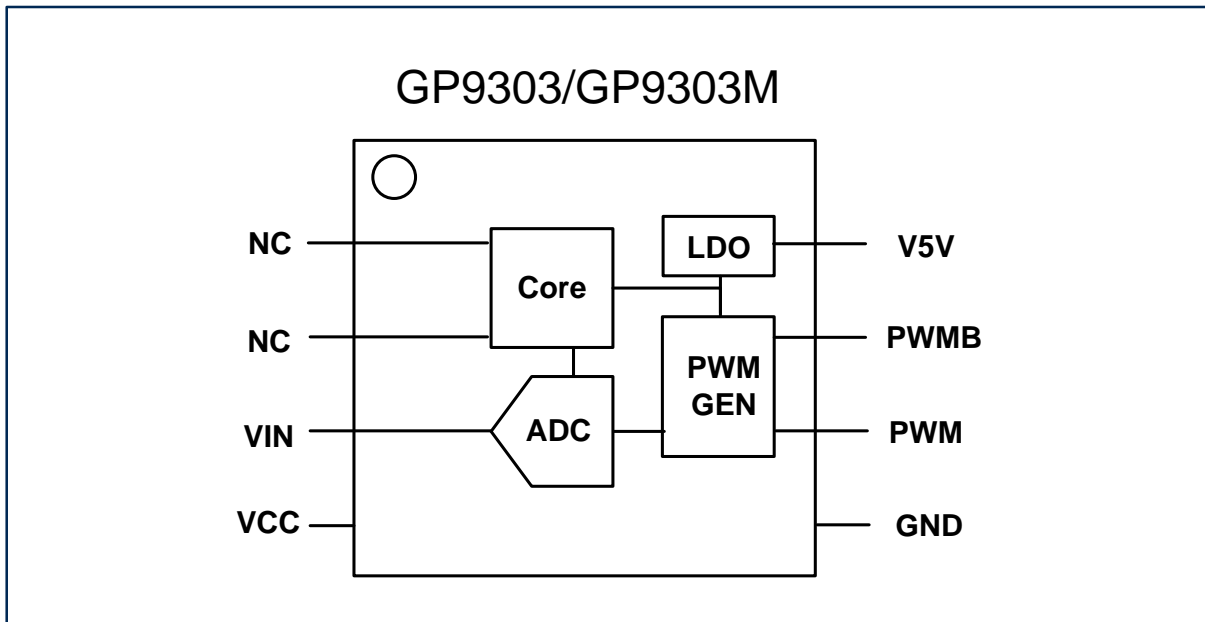 GP9303/GP9303M
NC
NC
VIN
VCC
Core
ADC
LDO
PWM
GEN
V5V
PWMB
PWM
GND